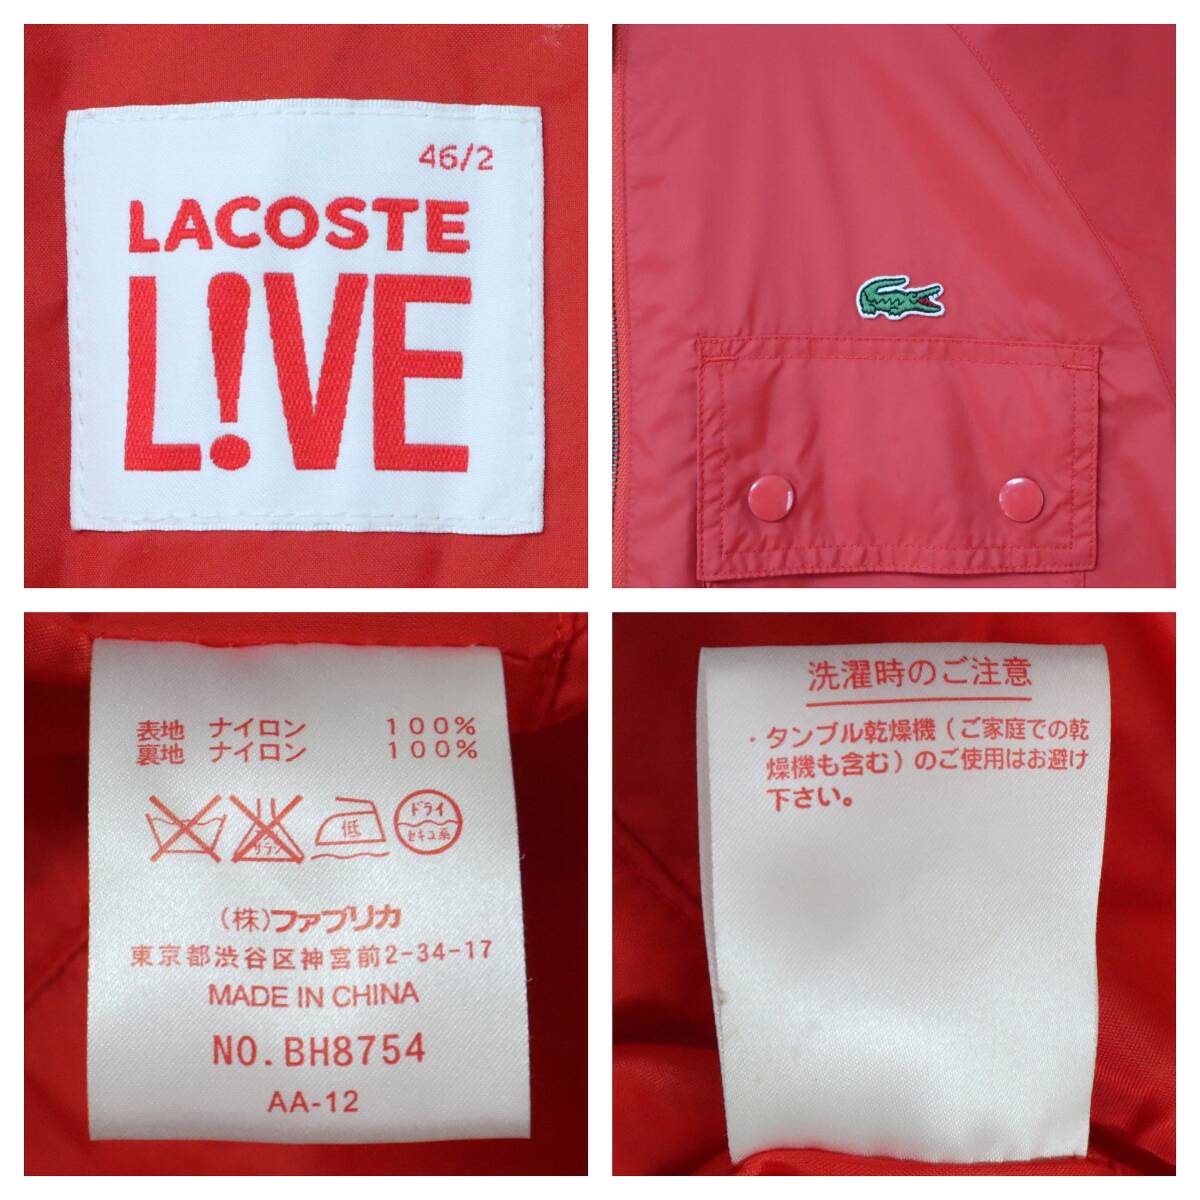 46/2
LACOSTE
L!VE
表地 ナイロン 100%
裏地 ナイロン 100%
サラシ 低 ドライ
セキユ系
(株)ファブリカ
東京都渋谷区神宮前2-34-17
MADE IN CHINA
NO.BH8754
AA-12
洗濯時のご注意
・タンブル乾燥機(ご家庭での乾
燥機も含む)のご使用はお避け
下さい。